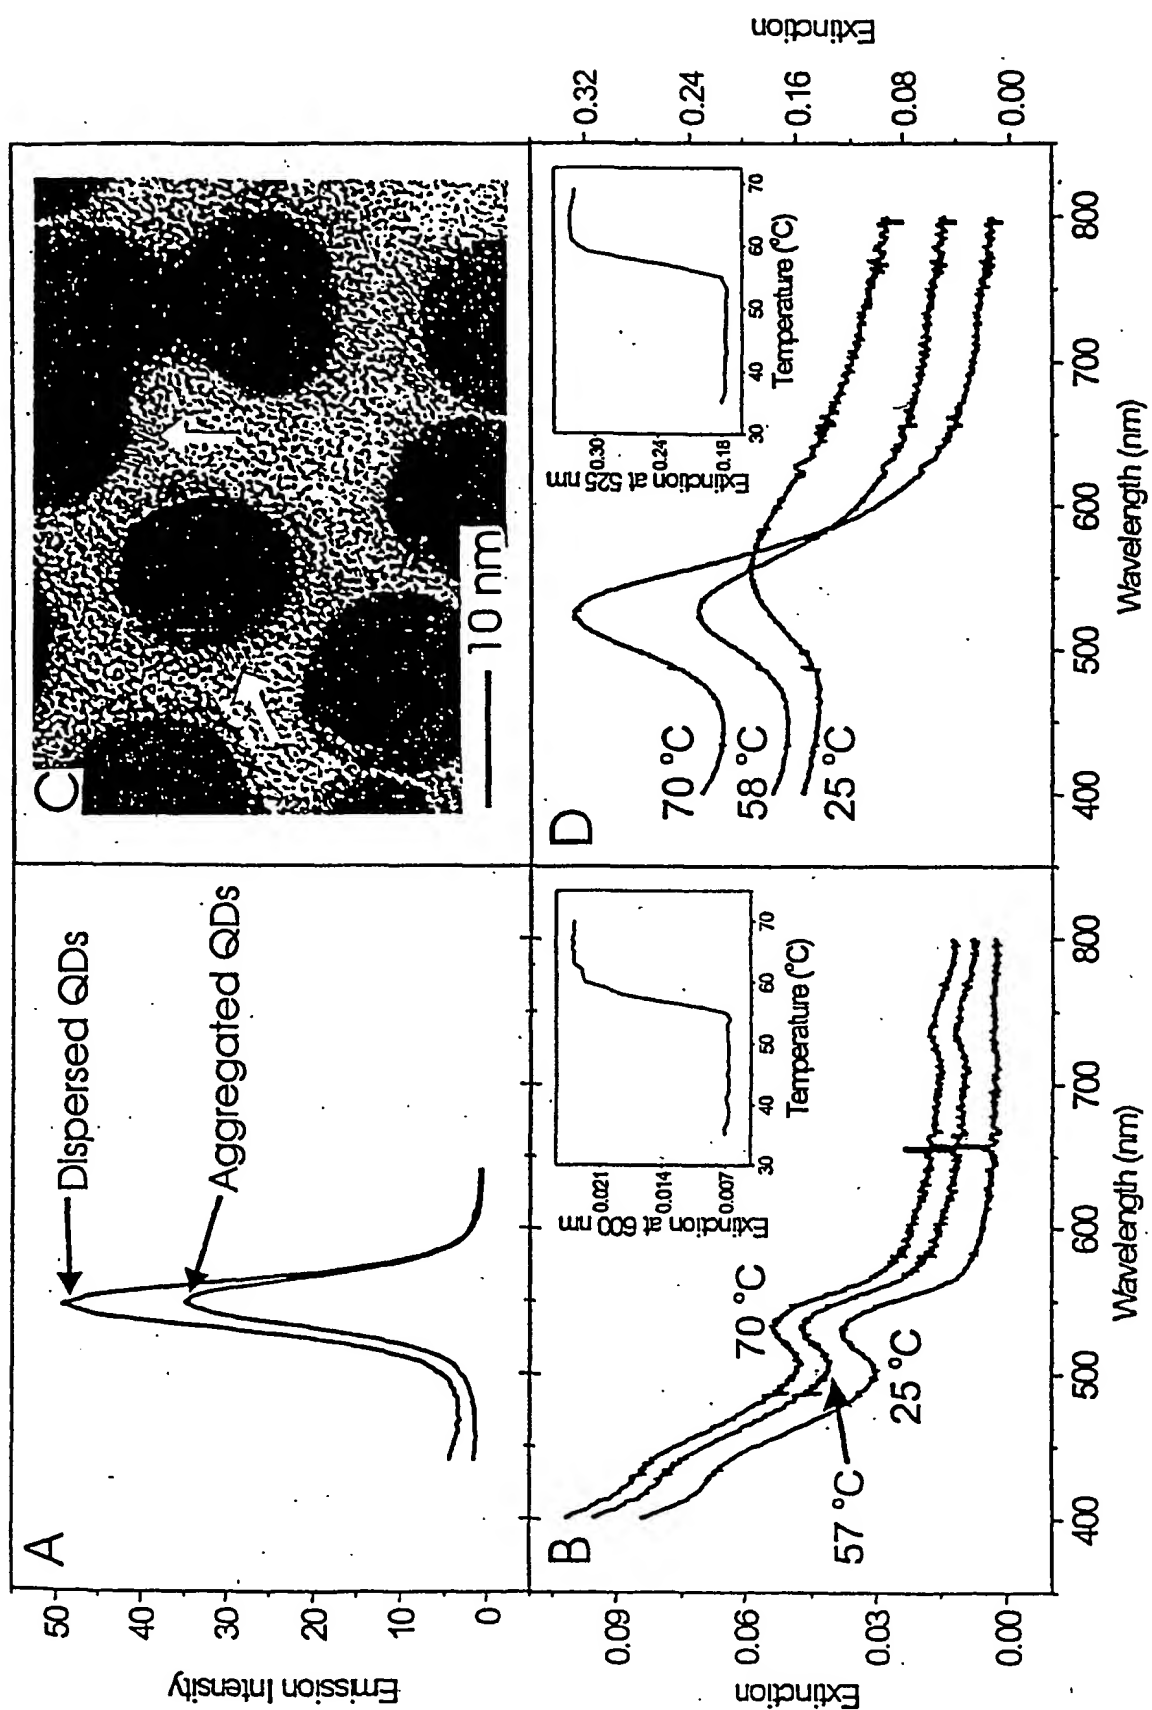 A
Dispersed QDs
Aggregated QDs
50
40
30
20
10
0
Emission Intensity
C
10 nm
B
70 °C
57 °C
25 °C
0.09
0.06
0.03
0.00
Extinction
400
500
600
700
800
Wavelength (nm)
0.021
0.014
0.007
Extinction at 600 nm
30
40
50
60
70
Temperature (°C)
D
70 °C
58 °C
25 °C
0.32
0.24
0.16
0.08
0.00
Extinction
400
500
600
700
800
Wavelength (nm)
0.30
0.24
0.18
Extinction at 525 nm
30
40
50
60
70
Temperature (°C)